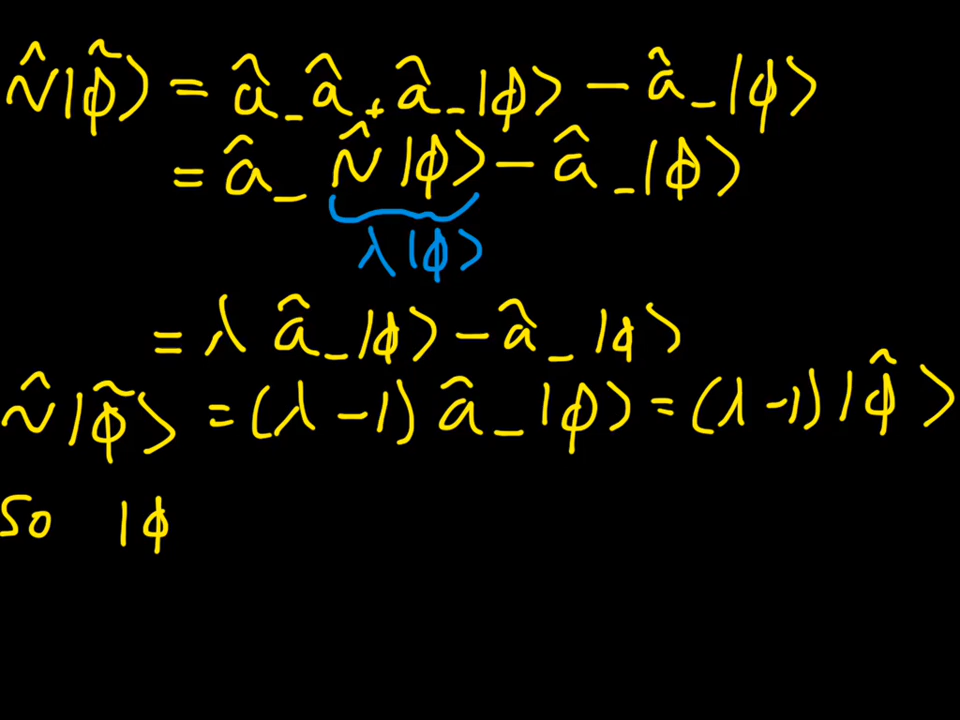 N̂|φ̃⟩ = â₋ â₊ â₋|φ⟩ − â₋|φ⟩
= â₋ N̂|φ⟩ − â₋|φ⟩
λ|φ⟩
= λ â₋|φ⟩ − â₋|φ⟩
N̂|φ̃⟩ = (λ − 1) â₋|φ⟩ = (λ − 1)|φ̂⟩
So |φ